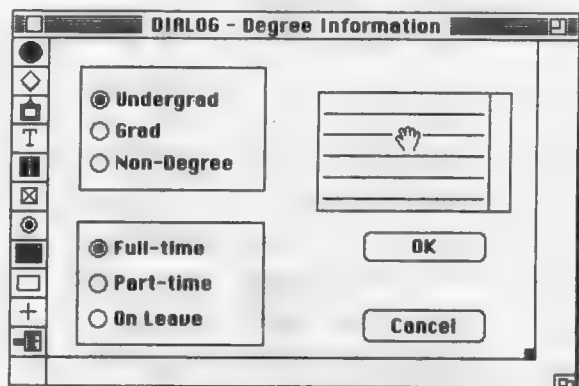 DIALOG - Degree Information
T
Undergrad
Grad
Non-Degree
Full-time
Part-time
On Leave
OK
Cancel